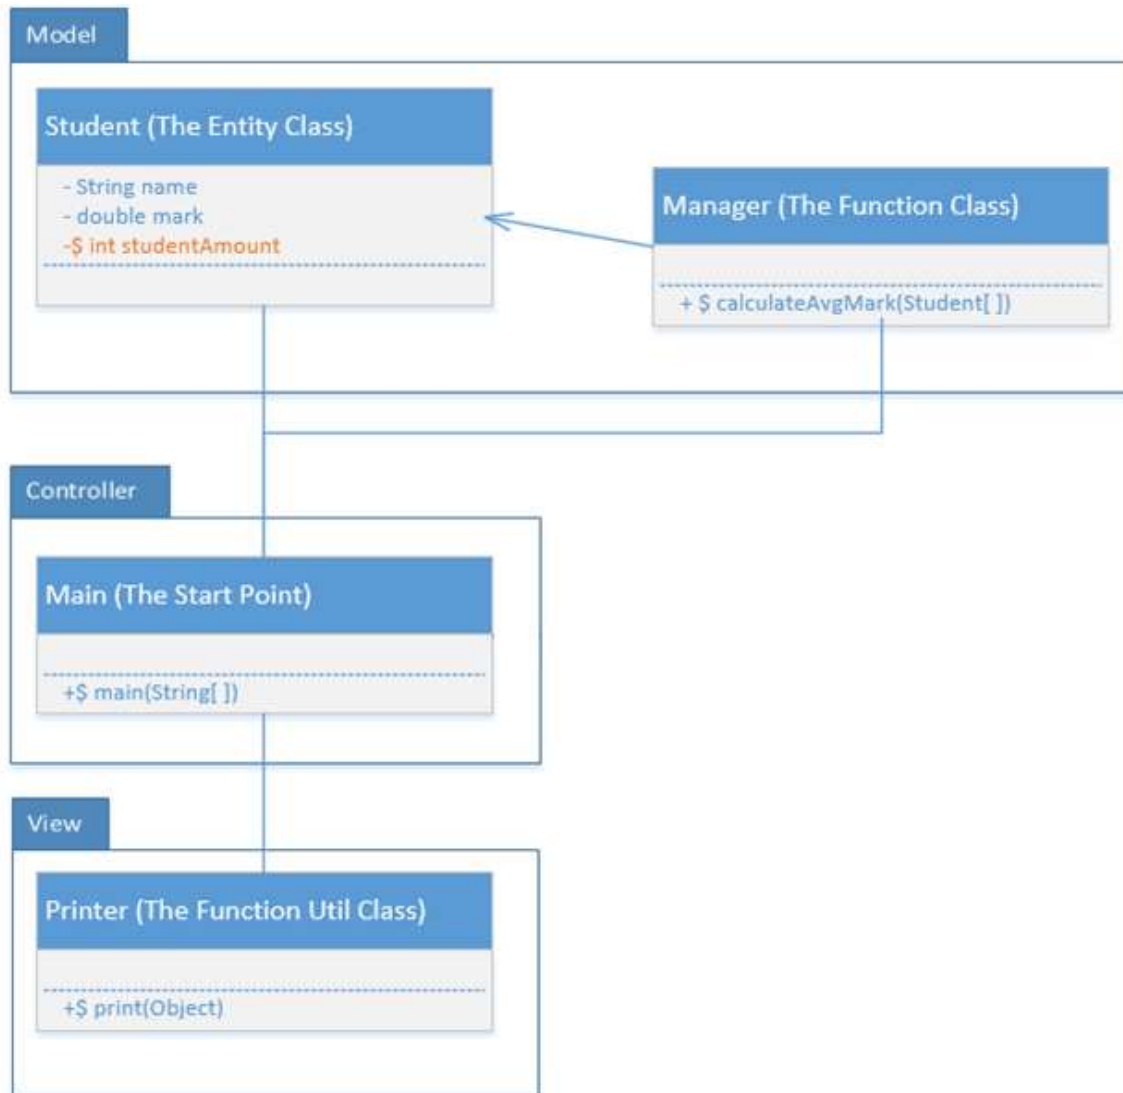 Model
Student (The Entity Class)
- String name
- double mark
-$ int studentAmount
Manager (The Function Class)
+ $ calculateAvgMark(Student[ ])
Controller
Main (The Start Point)
+$ main(String[ ])
View
Printer (The Function Util Class)
+$ print(Object)